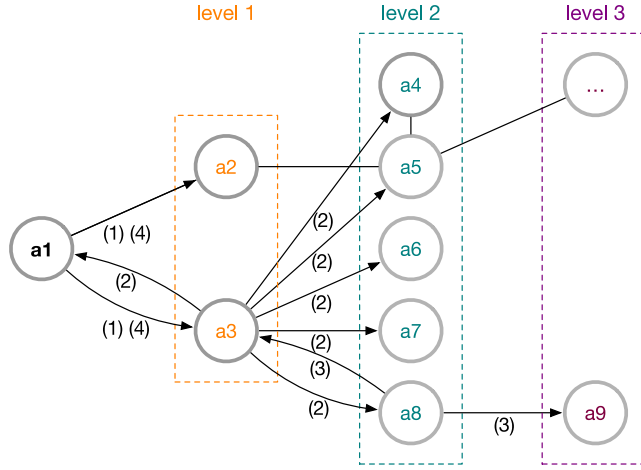 level 1
level 2
level 3
a4
...
a2
a5
(1) (4)
(2)
a1
(2)
(2)
a6
(2)
(1) (4)
a3
(2)
a7
(3)
(2)
a8
(3)
a9